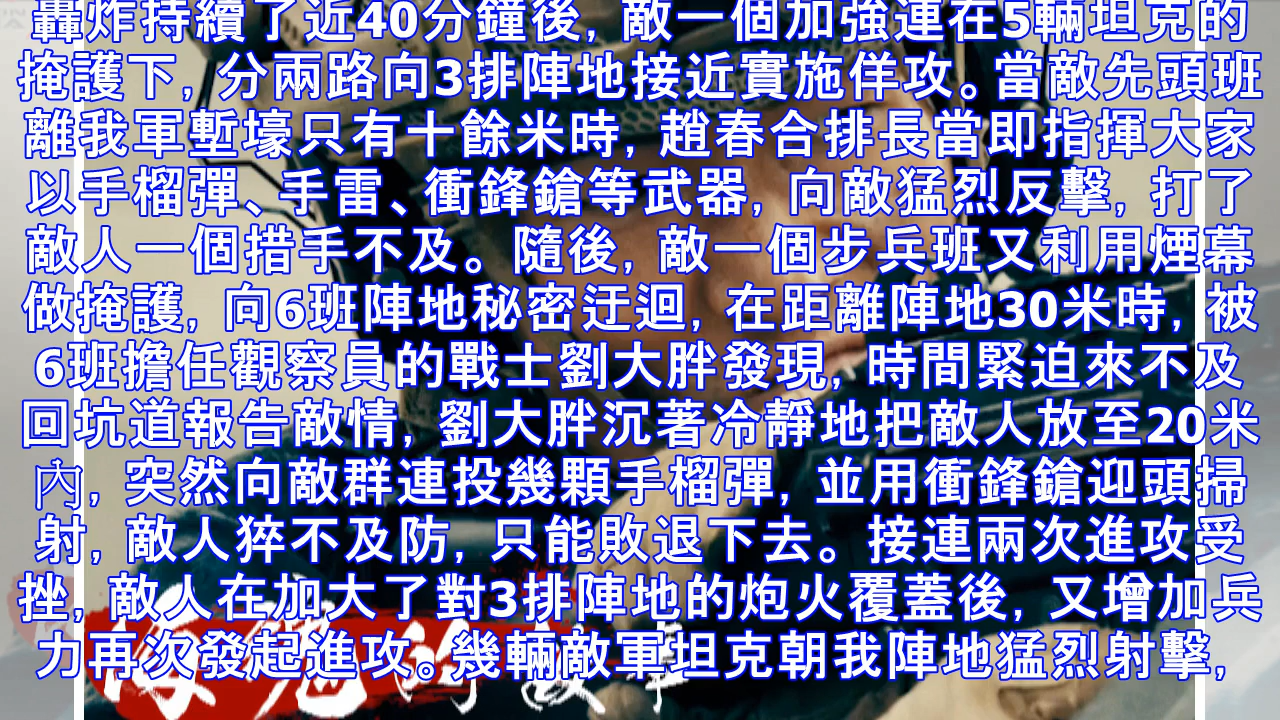 轟炸持續了近40分鐘後, 敵一個加強連在5輛坦克的
掩護下, 分兩路向3排陣地接近實施佯攻。當敵先頭班
離我軍塹壕只有十餘米時, 趙春合排長當即指揮大家
以手榴彈、手雷、衝鋒鎗等武器, 向敵猛烈反擊, 打了
敵人一個措手不及。隨後, 敵一個步兵班又利用煙幕
做掩護, 向6班陣地秘密迂迴, 在距離陣地30米時, 被
6班擔任觀察員的戰士劉大胖發現, 時間緊迫來不及
回坑道報告敵情, 劉大胖沉著冷靜地把敵人放至20米
內, 突然向敵群連投幾顆手榴彈, 並用衝鋒鎗迎頭掃
射, 敵人猝不及防, 只能敗退下去。接連兩次進攻受
挫, 敵人在加大了對3排陣地的炮火覆蓋後, 又增加兵
力再次發起進攻。幾輛敵軍坦克朝我陣地猛烈射擊,